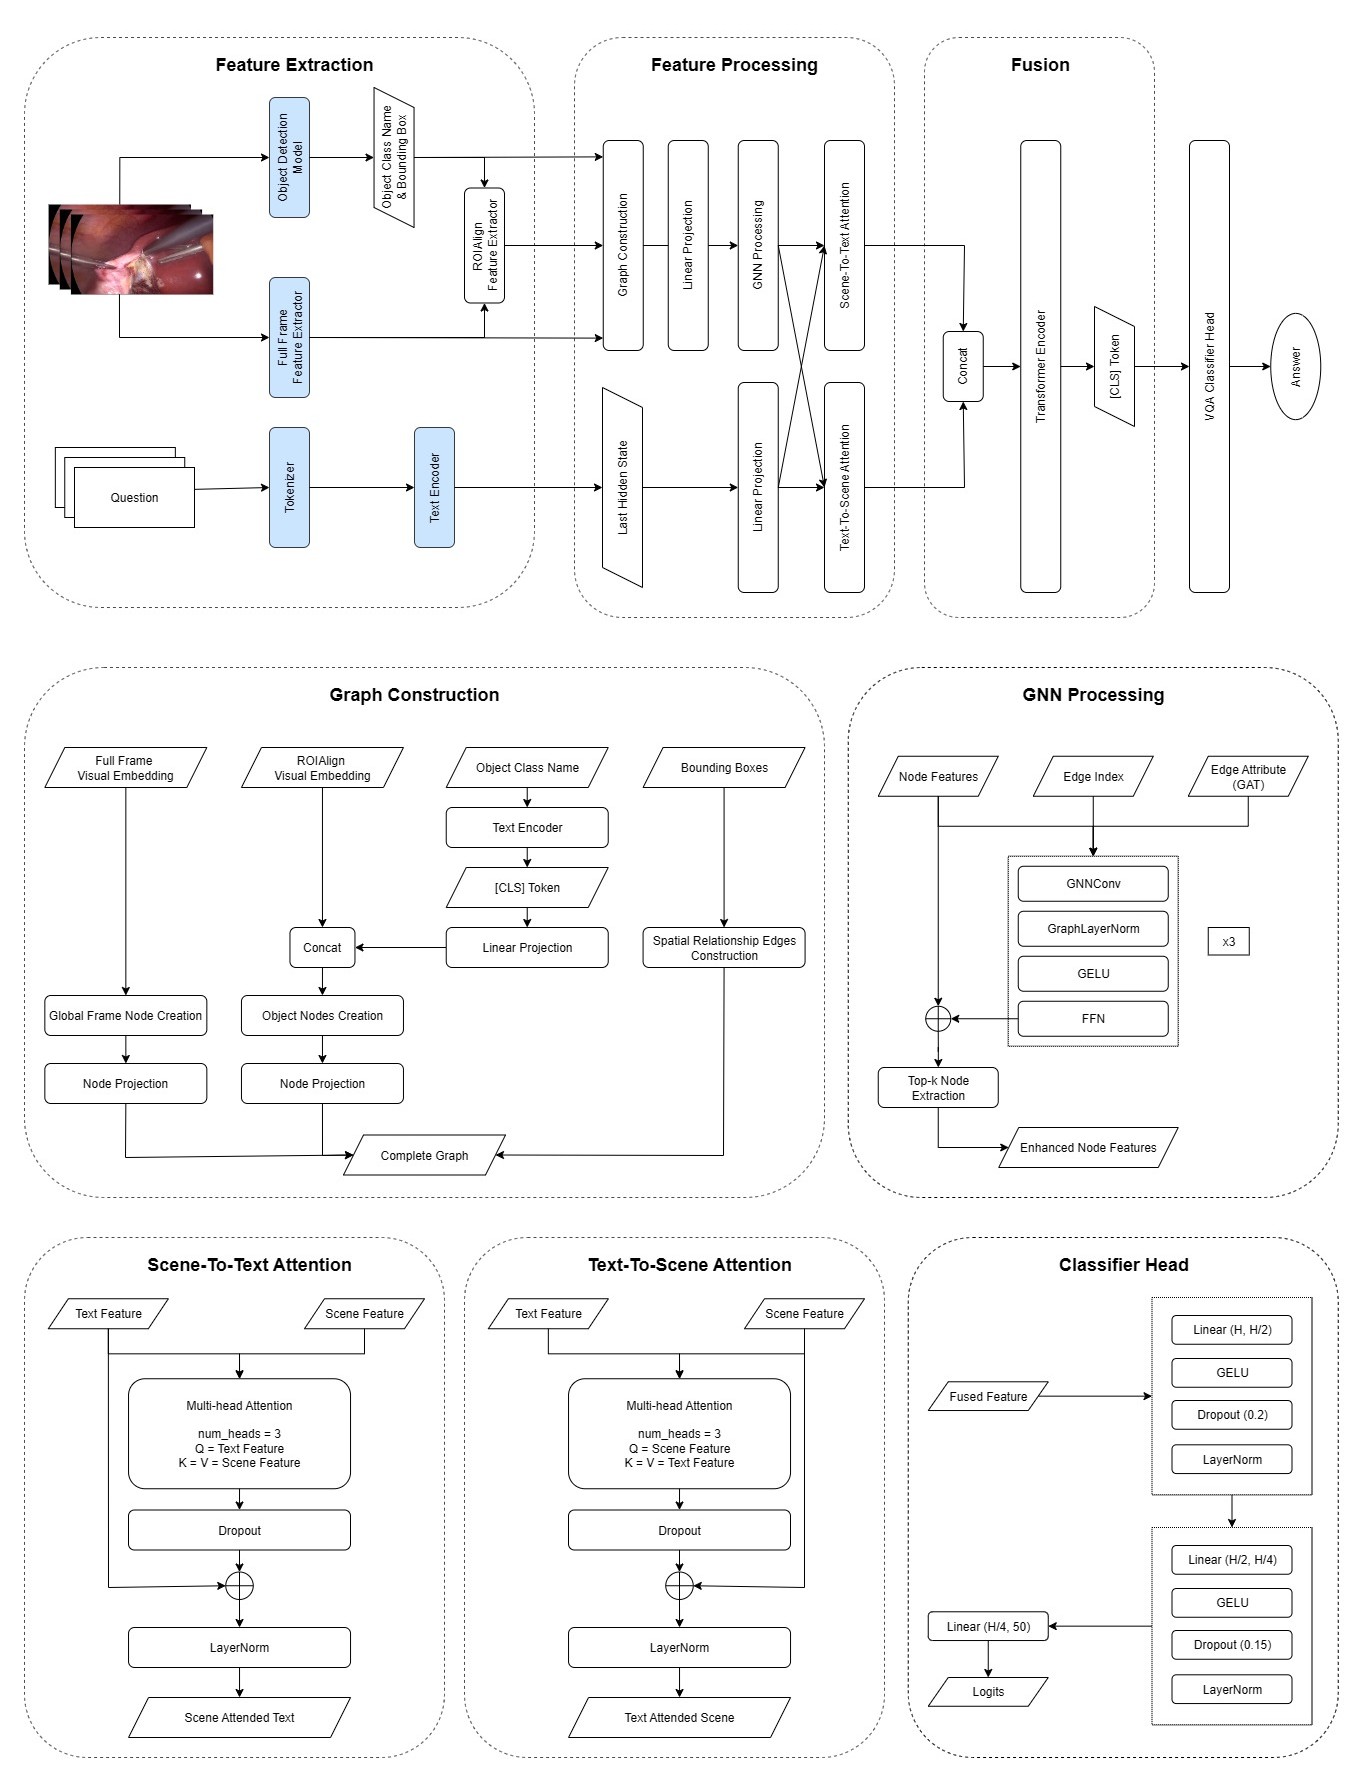 Feature Extraction
Object Detection
Model
Object Class Name
& Bounding Box
ROIAlign
Feature Extractor
Full Frame
Feature Extractor
Question
Tokenizer
Text Encoder
Feature Processing
Graph Construction
Linear Projection
GNN Processing
Scene-To-Text Attention
Last Hidden State
Linear Projection
Text-To-Scene Attention
Fusion
Concat
Transformer Encoder
[CLS] Token
VQA Classifier Head
Answer
Graph Construction
Full Frame
Visual Embedding
ROIAlign
Visual Embedding
Object Class Name
Bounding Boxes
Text Encoder
[CLS] Token
Concat
Linear Projection
Spatial Relationship Edges
Construction
Global Frame Node Creation
Object Nodes Creation
Node Projection
Node Projection
Complete Graph
GNN Processing
Node Features
Edge Index
Edge Attribute
(GAT)
GNNConv
GraphLayerNorm
GELU
FFN
x3
Top-k Node
Extraction
Enhanced Node Features
Scene-To-Text Attention
Text Feature
Scene Feature
Multi-head Attention
num_heads = 3
Q = Text Feature
K = V = Scene Feature
Dropout
LayerNorm
Scene Attended Text
Text-To-Scene Attention
Text Feature
Scene Feature
Multi-head Attention
num_heads = 3
Q = Scene Feature
K = V = Text Feature
Dropout
LayerNorm
Text Attended Scene
Classifier Head
Fused Feature
Linear (H, H/2)
GELU
Dropout (0.2)
LayerNorm
Linear (H/2, H/4)
GELU
Dropout (0.15)
LayerNorm
Linear (H/4, 50)
Logits